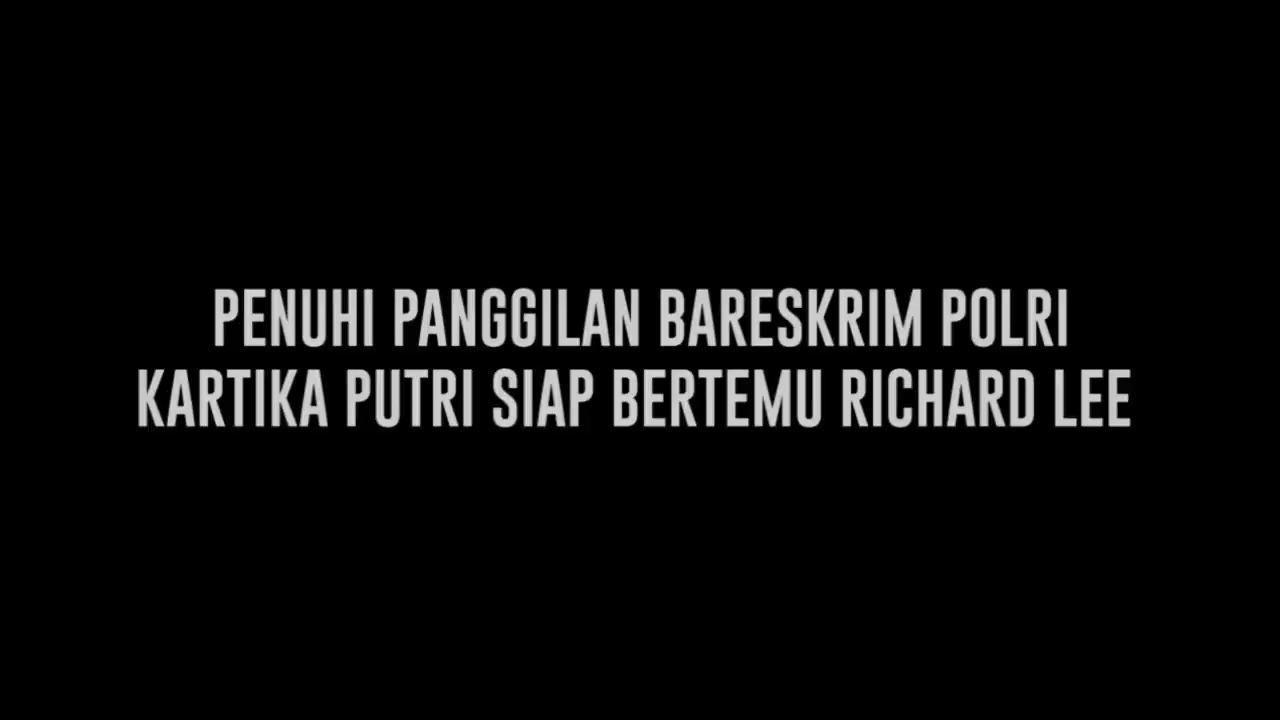 PENUHI PANGGILAN BARESKRIM POLRI
KARTIKA PUTRI SIAP BERTEMU RICHARD LEE